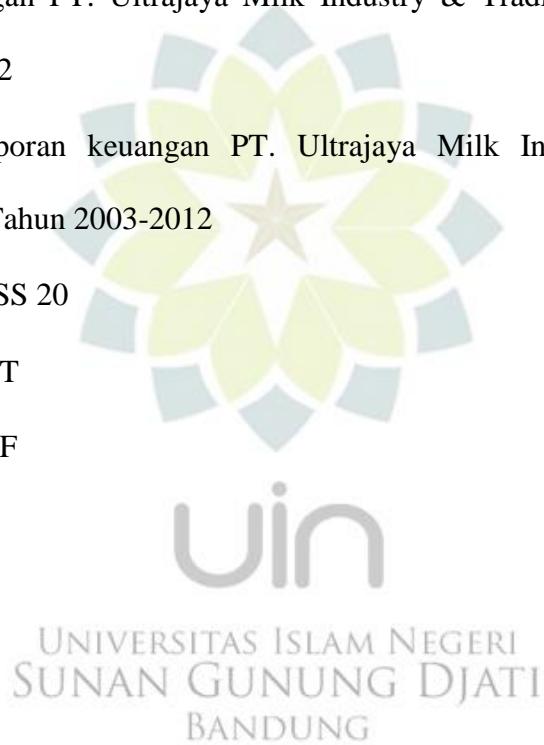 gan PT. Ultrajaya Milk Industry & Tradi
2
poran keuangan PT. Ultrajaya Milk In
Tahun 2003-2012
SS 20
T
F
uin
UNIVERSITAS ISLAM NEGERI
SUNAN GUNUNG DJATI
BANDUNG